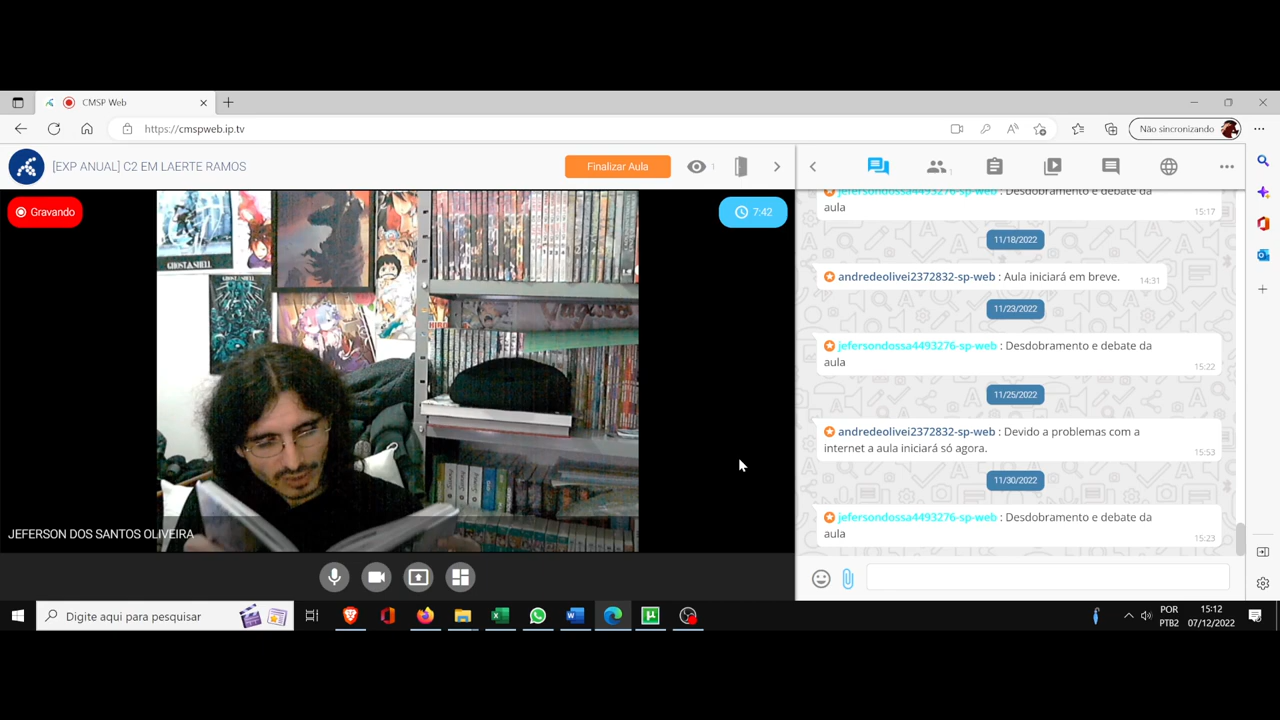 CMSP Web
https://cmspweb.ip.tv
Não sincronizando
[EXP ANUAL] C2 EM LAERTE RAMOS
Finalizar Aula
1
Gravando
7:42
GHOST IN THE SHELL
JEFERSON DOS SANTOS OLIVEIRA
jefersondossa4493276-sp-web : Desdobramento e debate da
aula
15:17
11/18/2022
andredeolivei2372832-sp-web : Aula iniciará em breve.
14:31
11/23/2022
jefersondossa4493276-sp-web : Desdobramento e debate da
aula
15:22
11/25/2022
andredeolivei2372832-sp-web : Devido a problemas com a
internet a aula iniciará só agora.
15:53
11/30/2022
jefersondossa4493276-sp-web : Desdobramento e debate da
aula
15:23
Digite aqui para pesquisar
POR
PTB2
15:12
07/12/2022